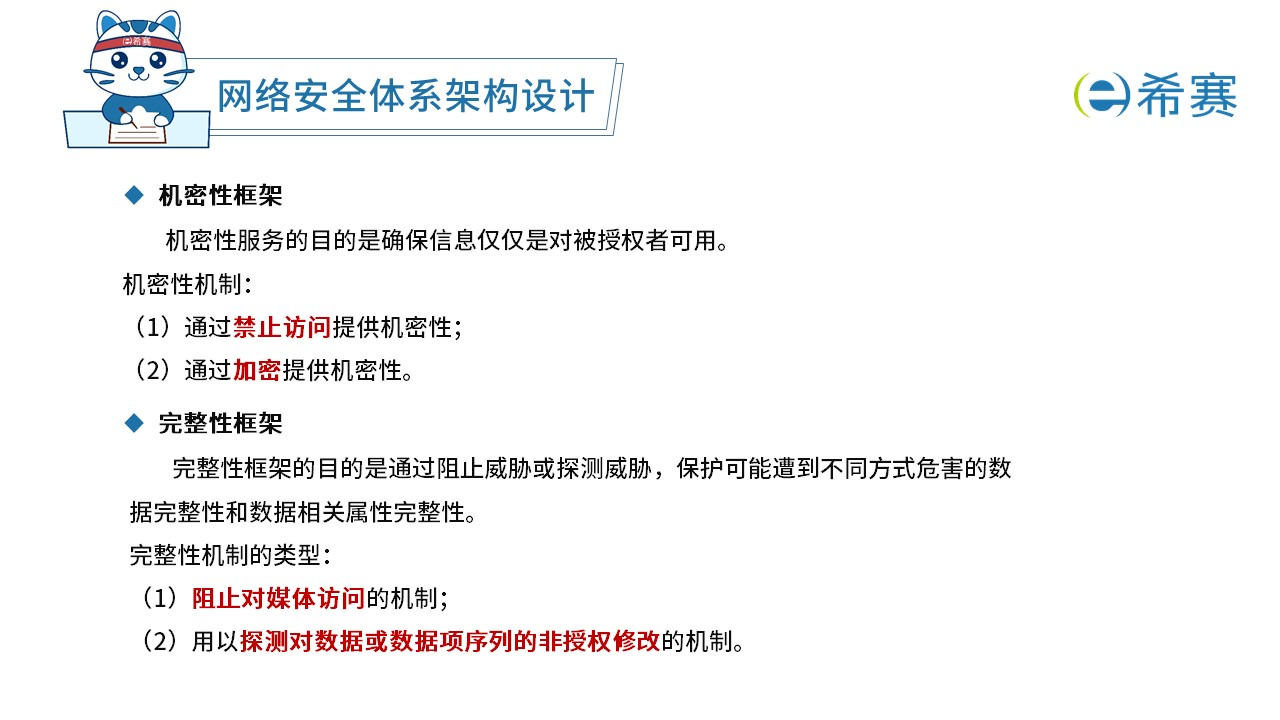 希赛
网络安全体系架构设计
希赛
机密性框架
机密性服务的目的是确保信息仅仅是对被授权者可用。
机密性机制：
（1）通过禁止访问提供机密性；
（2）通过加密提供机密性。
完整性框架
完整性框架的目的是通过阻止威胁或探测威胁，保护可能遭到不同方式危害的数
据完整性和数据相关属性完整性。
完整性机制的类型：
（1）阻止对媒体访问的机制；
（2）用以探测对数据或数据项序列的非授权修改的机制。